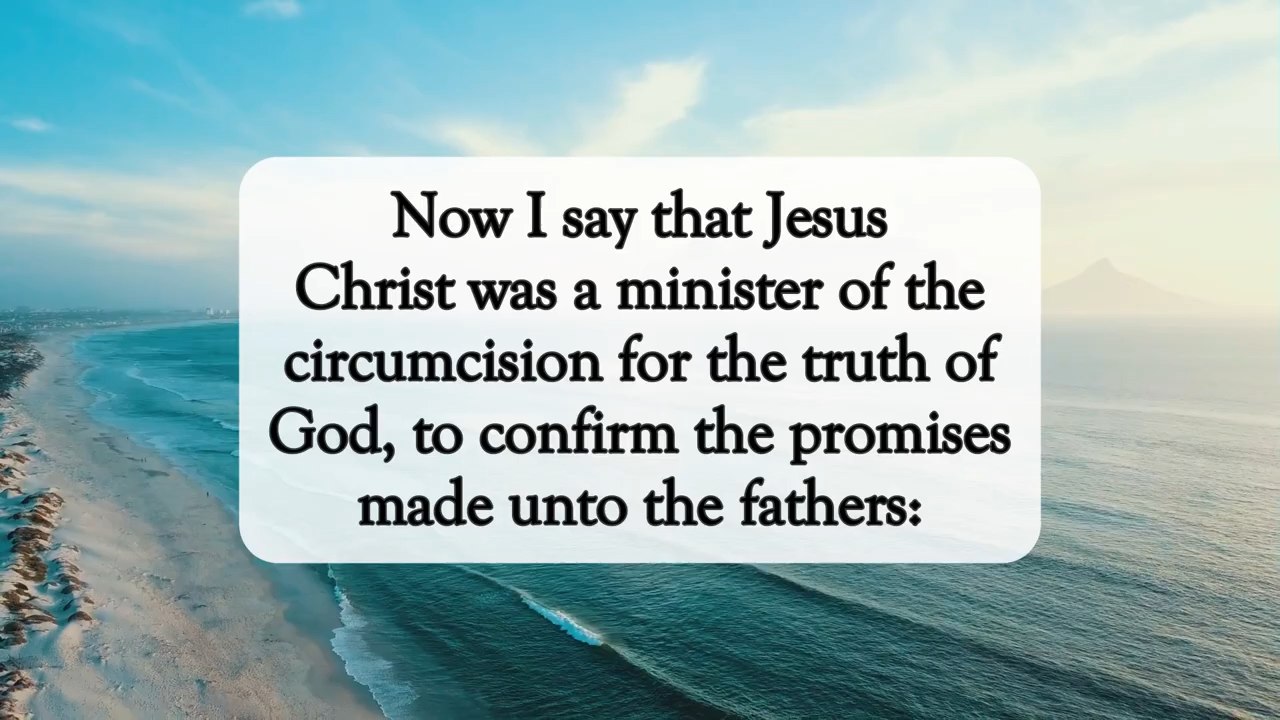 Now I say that Jesus
Christ was a minister of the
circumcision for the truth of
God, to confirm the promises
made unto the fathers: